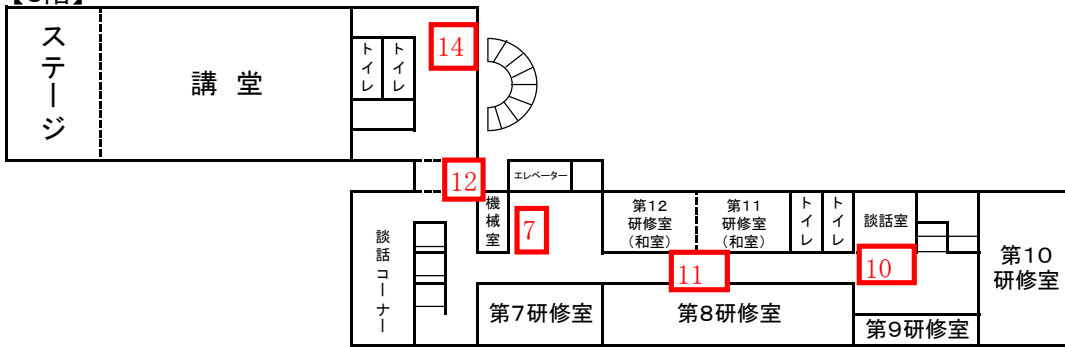 ステージ
講堂
トイレ
トイレ
14
12
エレベーター
機械室
7
第12
研修室
(和室)
第11
研修室
(和室)
トイレ
トイレ
談話室
10
11
第10
研修室
談話コーナー
第7研修室
第8研修室
第9研修室